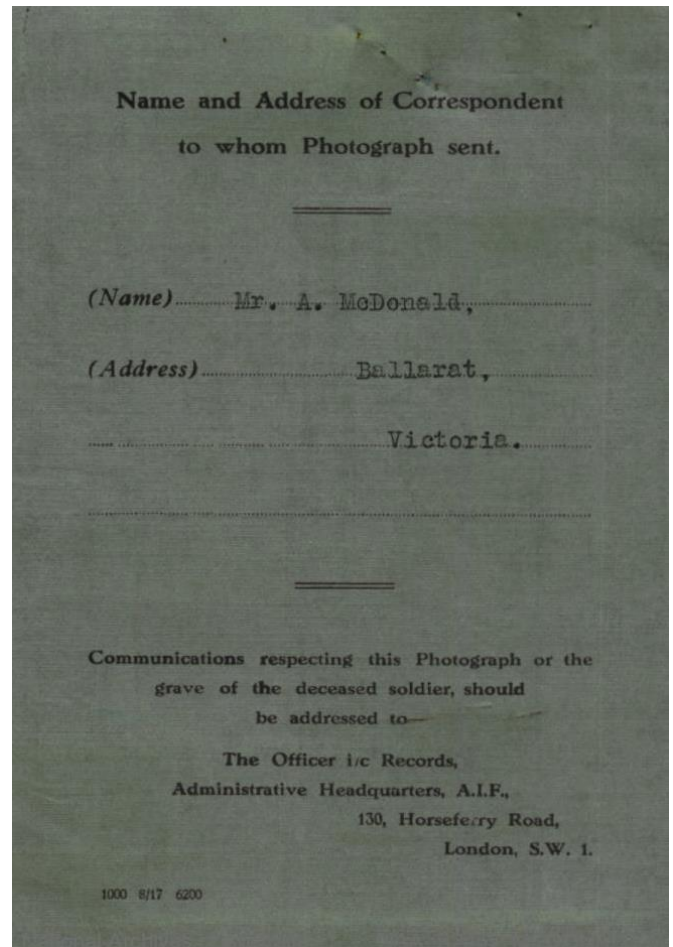 Name and Address of Correspondent
to whom Photograph sent.
(Name) Mr. A. McDonald,
(Address) Ballarat,
Victoria.
Communications respecting this Photograph or the
grave of the deceased soldier, should
be addressed to—
The Officer i/c Records,
Administrative Headquarters, A.I.F.,
130, Horseferry Road,
London, S.W. 1.
1000 8/17 6200